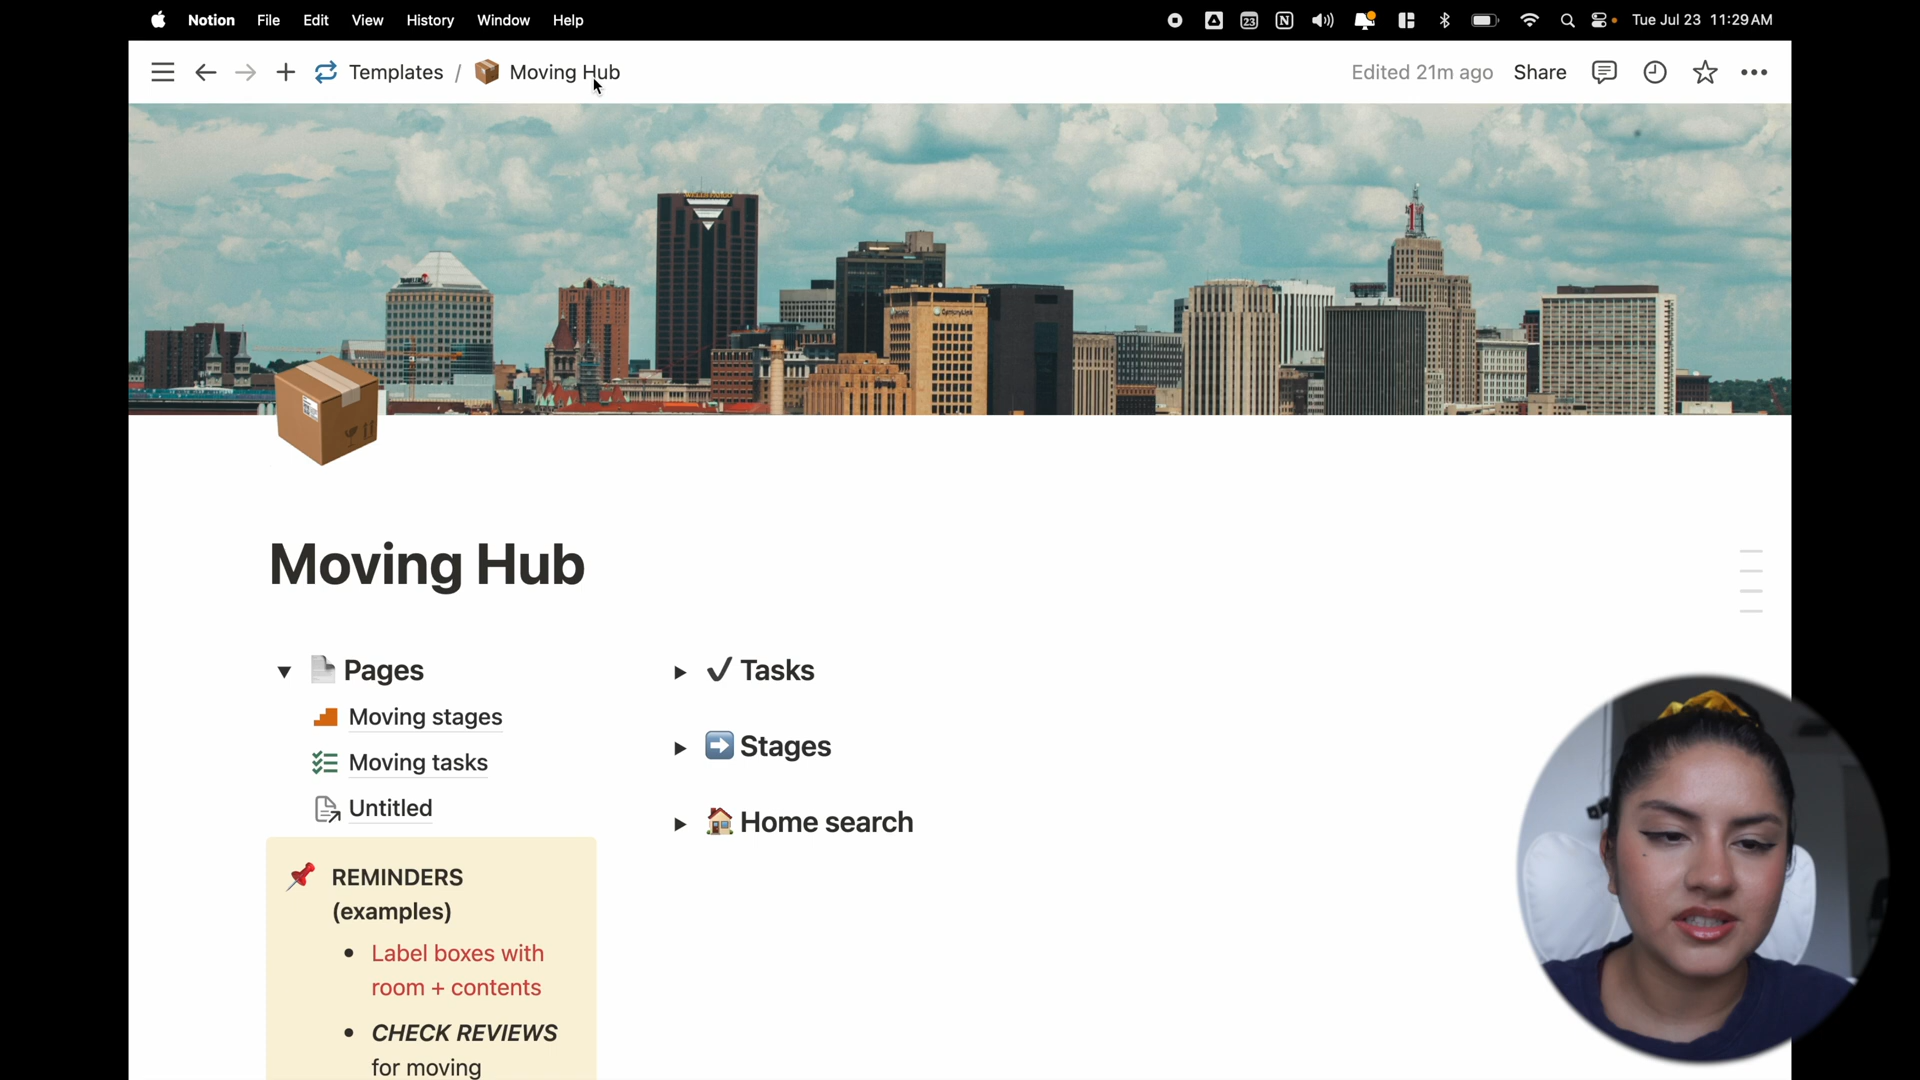 Notion File Edit View History Window Help 23 Tue Jul 23 11:29 AM
Templates / Moving Hub Edited 21m ago Share
CenturyLink
Moving Hub
Pages
Moving stages
Moving tasks
Untitled
REMINDERS
(examples)
• Label boxes with
room + contents
• CHECK REVIEWS
for moving
Tasks
Stages
Home search